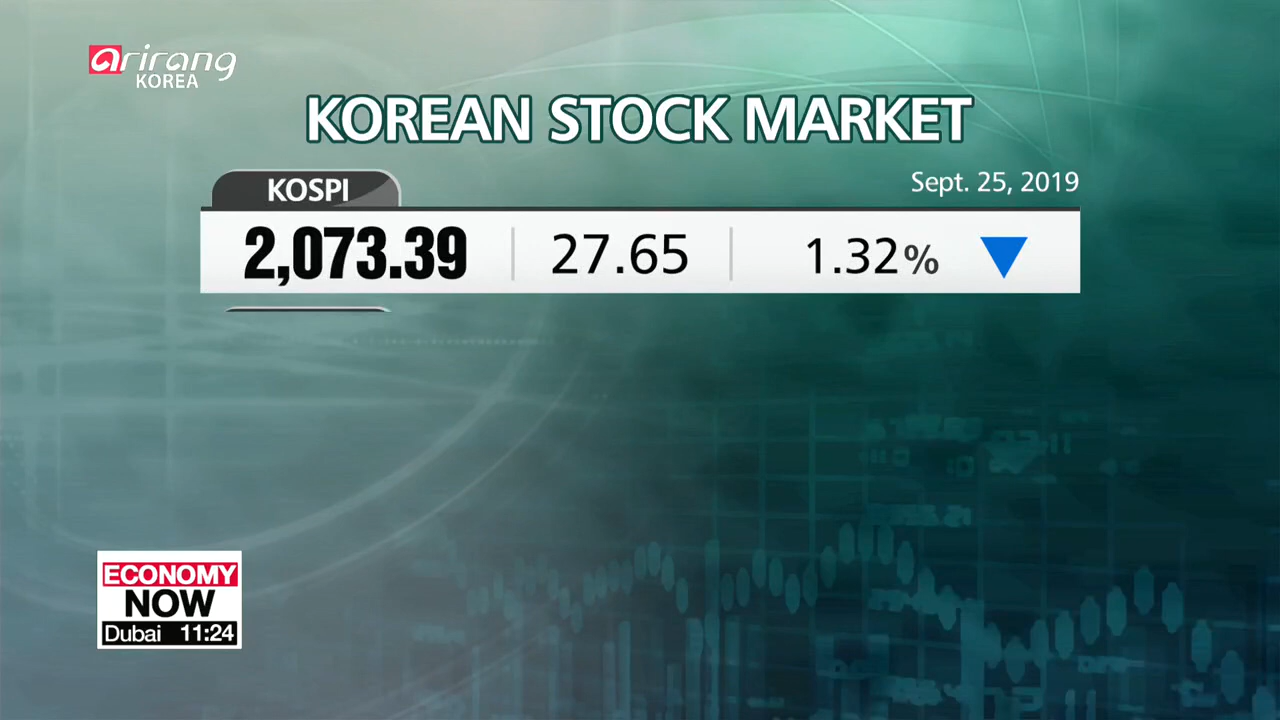 arirang
KOREA
KOREAN STOCK MARKET
KOSPI
Sept. 25, 2019
2,073.39 27.65 1.32% ▼
ECONOMY
NOW
Dubai 11:24